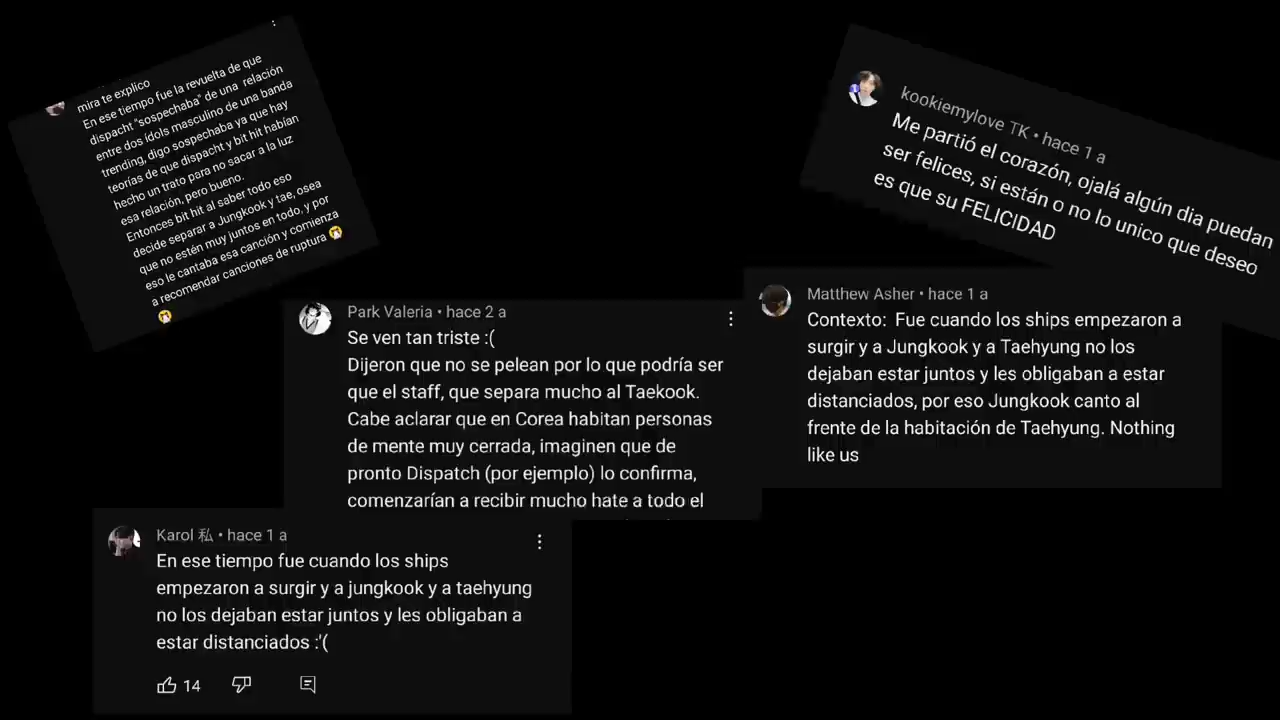 mira te explico
En ese tiempo fue la revuelta de que
dispacht "sospechaba" de una relación
entre dos ídols masculino de una banda
trending, digo sospechaba ya que hay
teorías de que dispacht y bit hit habían
hecho un trato para no sacar a la luz
esa relación, pero bueno.
Entonces bit hit al saber todo eso
decide separar a Jungkook y tae, osea
que no estén muy juntos en todo, y por
eso le cantaba esa canción y comienza
a recomendar canciones de ruptura
kookiemylove TK • hace 1 a
Me partió el corazón, ojalá algún dia puedan
ser felices, si están o no lo unico que deseo
es que su FELICIDAD
Park Valeria • hace 2 a
Se ven tan triste :(
Dijeron que no se pelean por lo que podría ser
que el staff, que separa mucho al Taekook.
Cabe aclarar que en Corea habitan personas
de mente muy cerrada, imaginen que de
pronto Dispatch (por ejemplo) lo confirma,
comenzarían a recibir mucho hate a todo el
Matthew Asher • hace 1 a
Contexto: Fue cuando los ships empezaron a
surgir y a Jungkook y a Taehyung no los
dejaban estar juntos y les obligaban a estar
distanciados, por eso Jungkook canto al
frente de la habitación de Taehyung. Nothing
like us
Karol 私 • hace 1 a
En ese tiempo fue cuando los ships
empezaron a surgir y a jungkook y a taehyung
no los dejaban estar juntos y les obligaban a
estar distanciados :'(
14